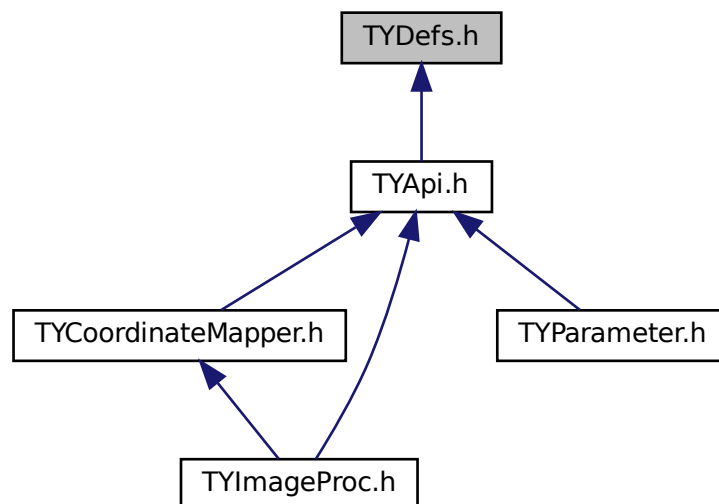 TYDefs.h
TYApi.h
TYCoordinateMapper.h
TYParameter.h
TYImageProc.h